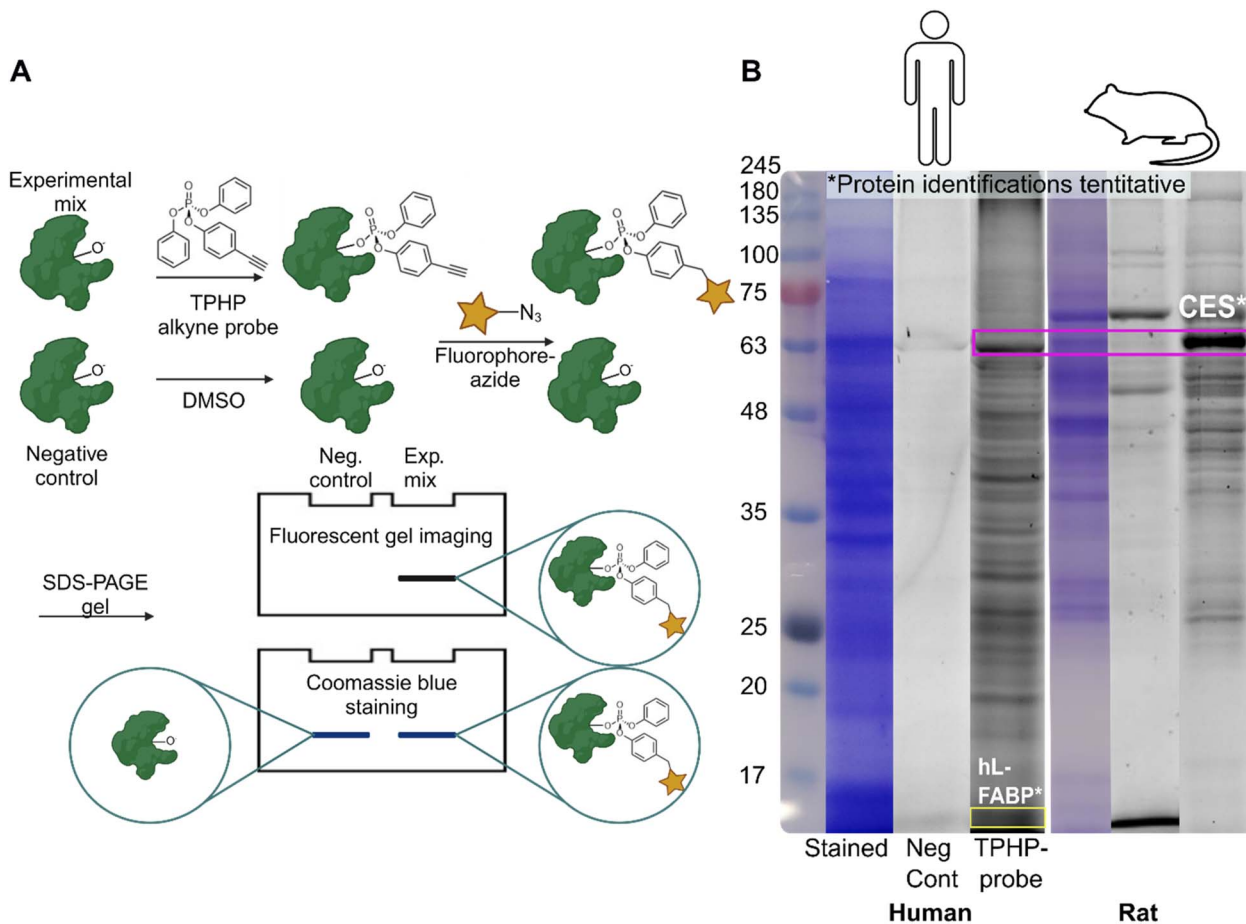 A
Experimental
mix
O⁻
O
P
O
O
O
TPHP
alkyne probe
O
O
P
O
O
N₃
Fluorophore-
azide
O
O
P
O
O
O⁻
DMSO
O⁻
O⁻
Negative
control
Neg.
control
Exp.
mix
Fluorescent gel imaging
O
O
P
O
O
SDS-PAGE
gel
Coomassie blue
staining
O⁻
O
O
P
O
O
B
245
180
135
100
75
63
48
35
25
20
17
*Protein identifications tentitative
CES*
hL-
FABP*
Stained
Neg
Cont
TPHP-
probe
Human
Rat